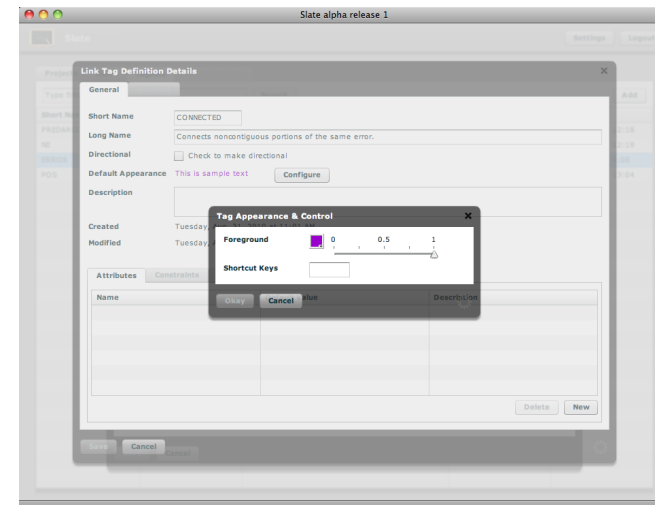 Slate alpha release 1
Slate
Settings Logout
Link Tag Definition Details
General
Add
Short Name CONNECTED
Long Name Connects noncontiguous portions of the same error.
Directional Check to make directional
Default Appearance This is sample text Configure
Description
Tag Appearance & Control
Created Tuesday,
Modified Tuesday,
Foreground 0 0.5 1
Shortcut Keys
Okay Cancel
Attributes Constraints
Name Value Description
Delete New
Save Cancel
Cancel